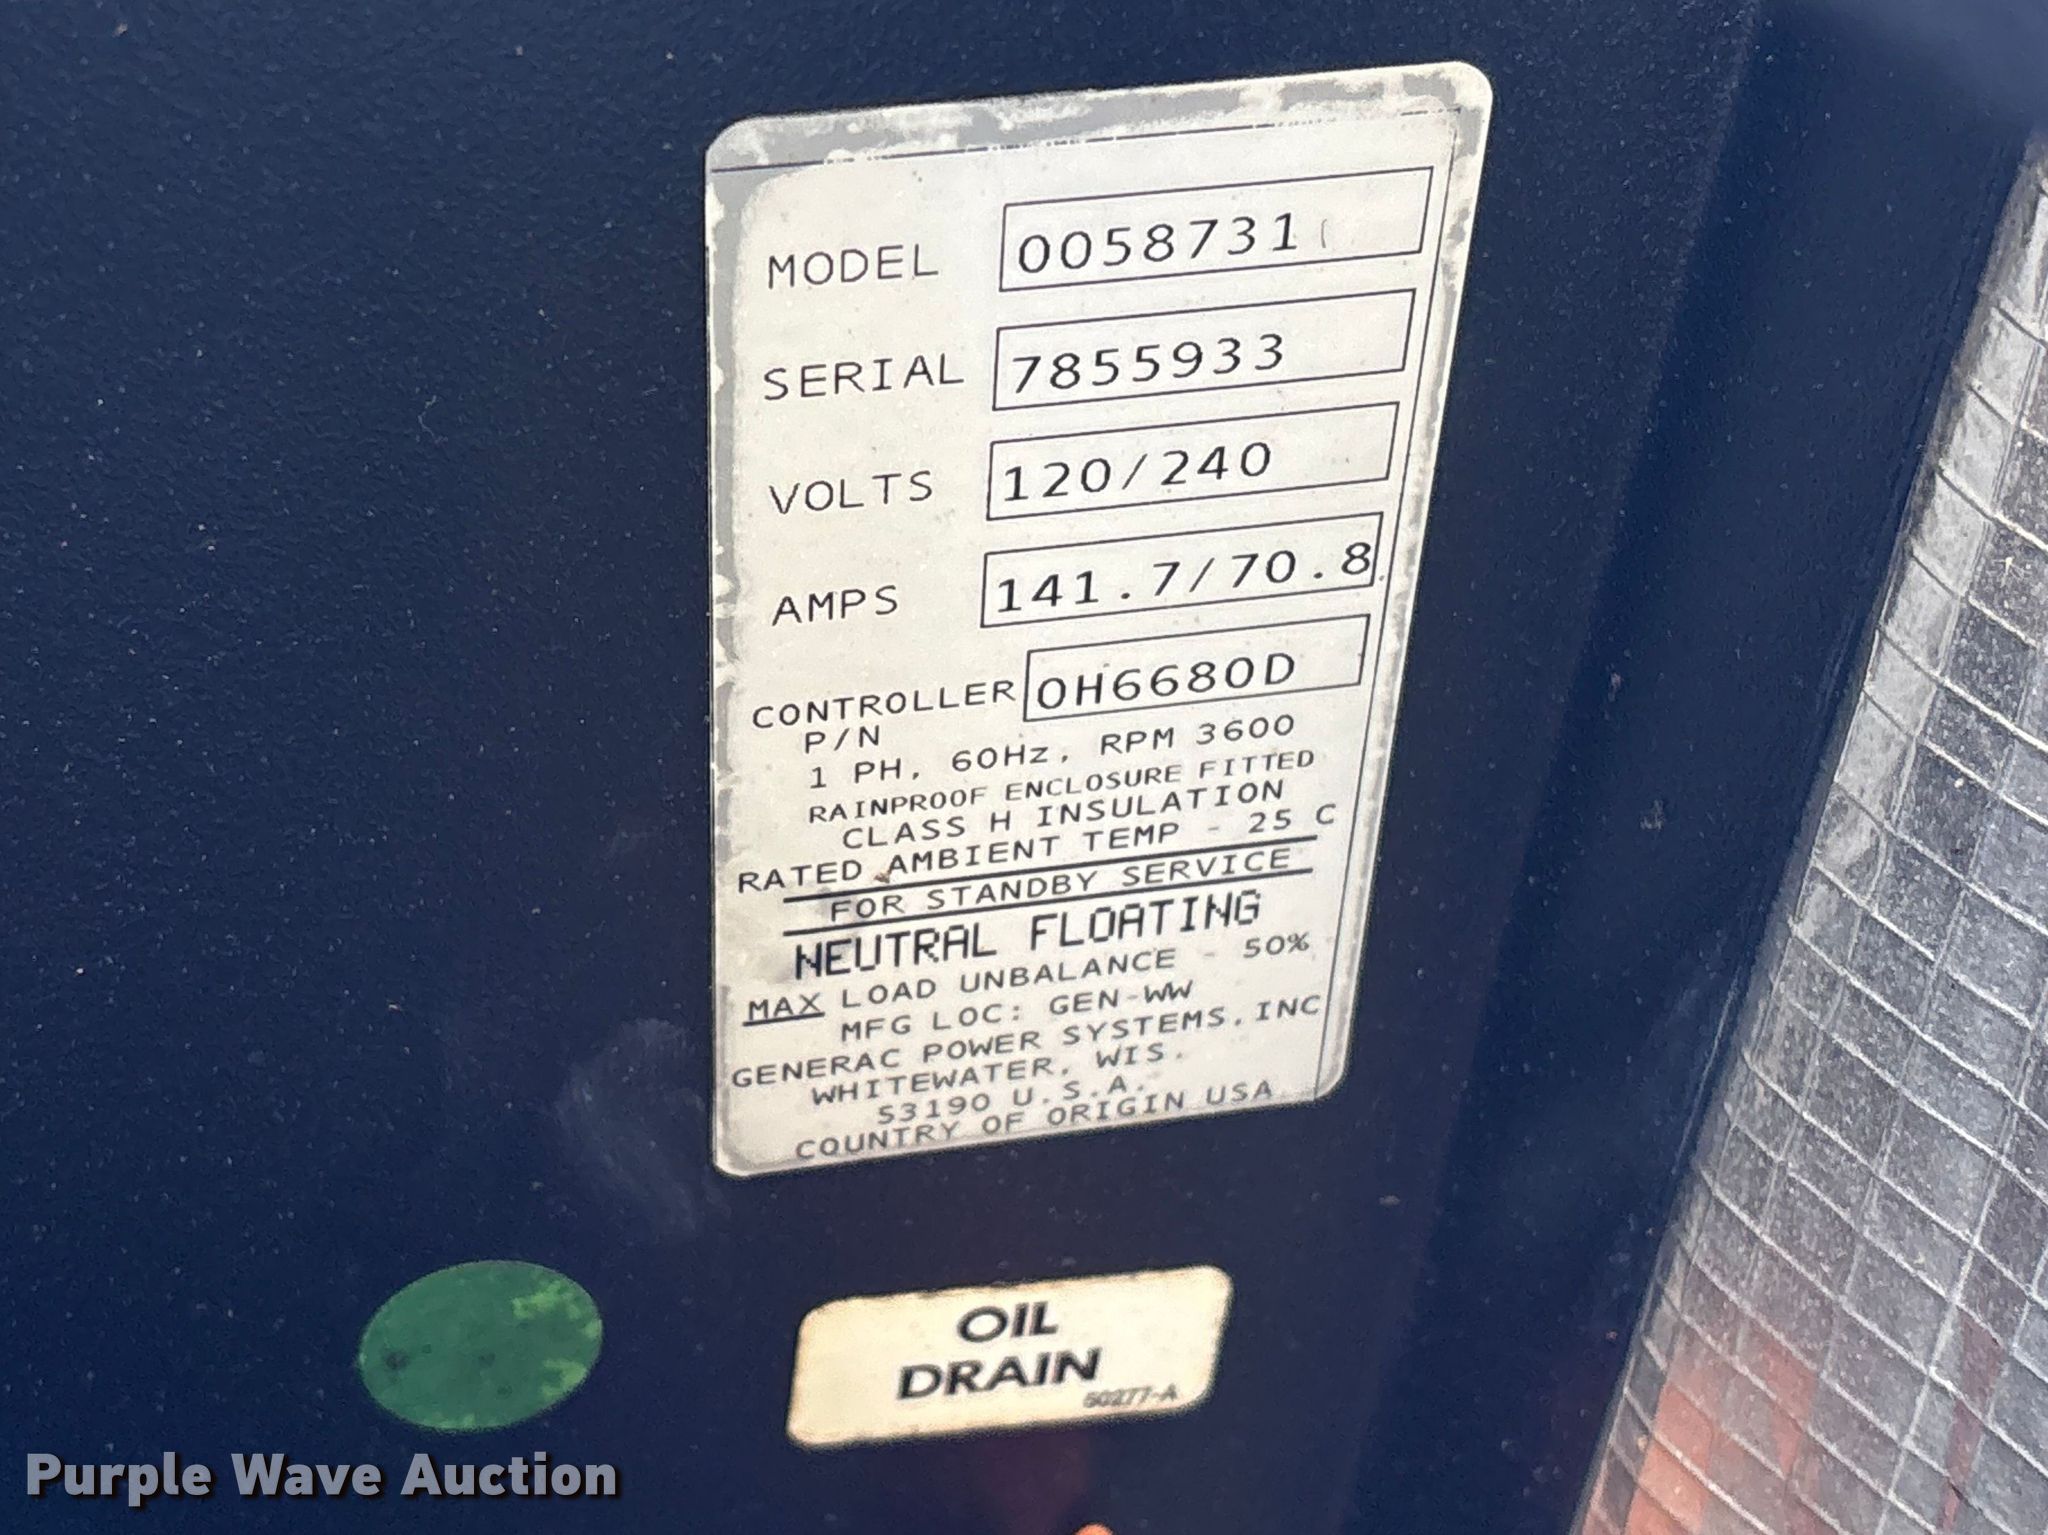 MODEL 0058731
SERIAL 7855933
VOLTS 120/240
AMPS 141.7/70.8
CONTROLLER 0H6680D
P/N
1 PH, 60Hz, RPM 3600
RAINPROOF ENCLOSURE FITTED
CLASS H INSULATION
RATED AMBIENT TEMP - 25 C
FOR STANDBY SERVICE
NEUTRAL FLOATING
MAX LOAD UNBALANCE - 50%
MFG LOC: GEN-WW
GENERAC POWER SYSTEMS, INC
WHITEWATER, WIS.
53190 U.S.A.
COUNTRY OF ORIGIN USA
OIL
DRAIN
50277-A
Purple Wave Auction